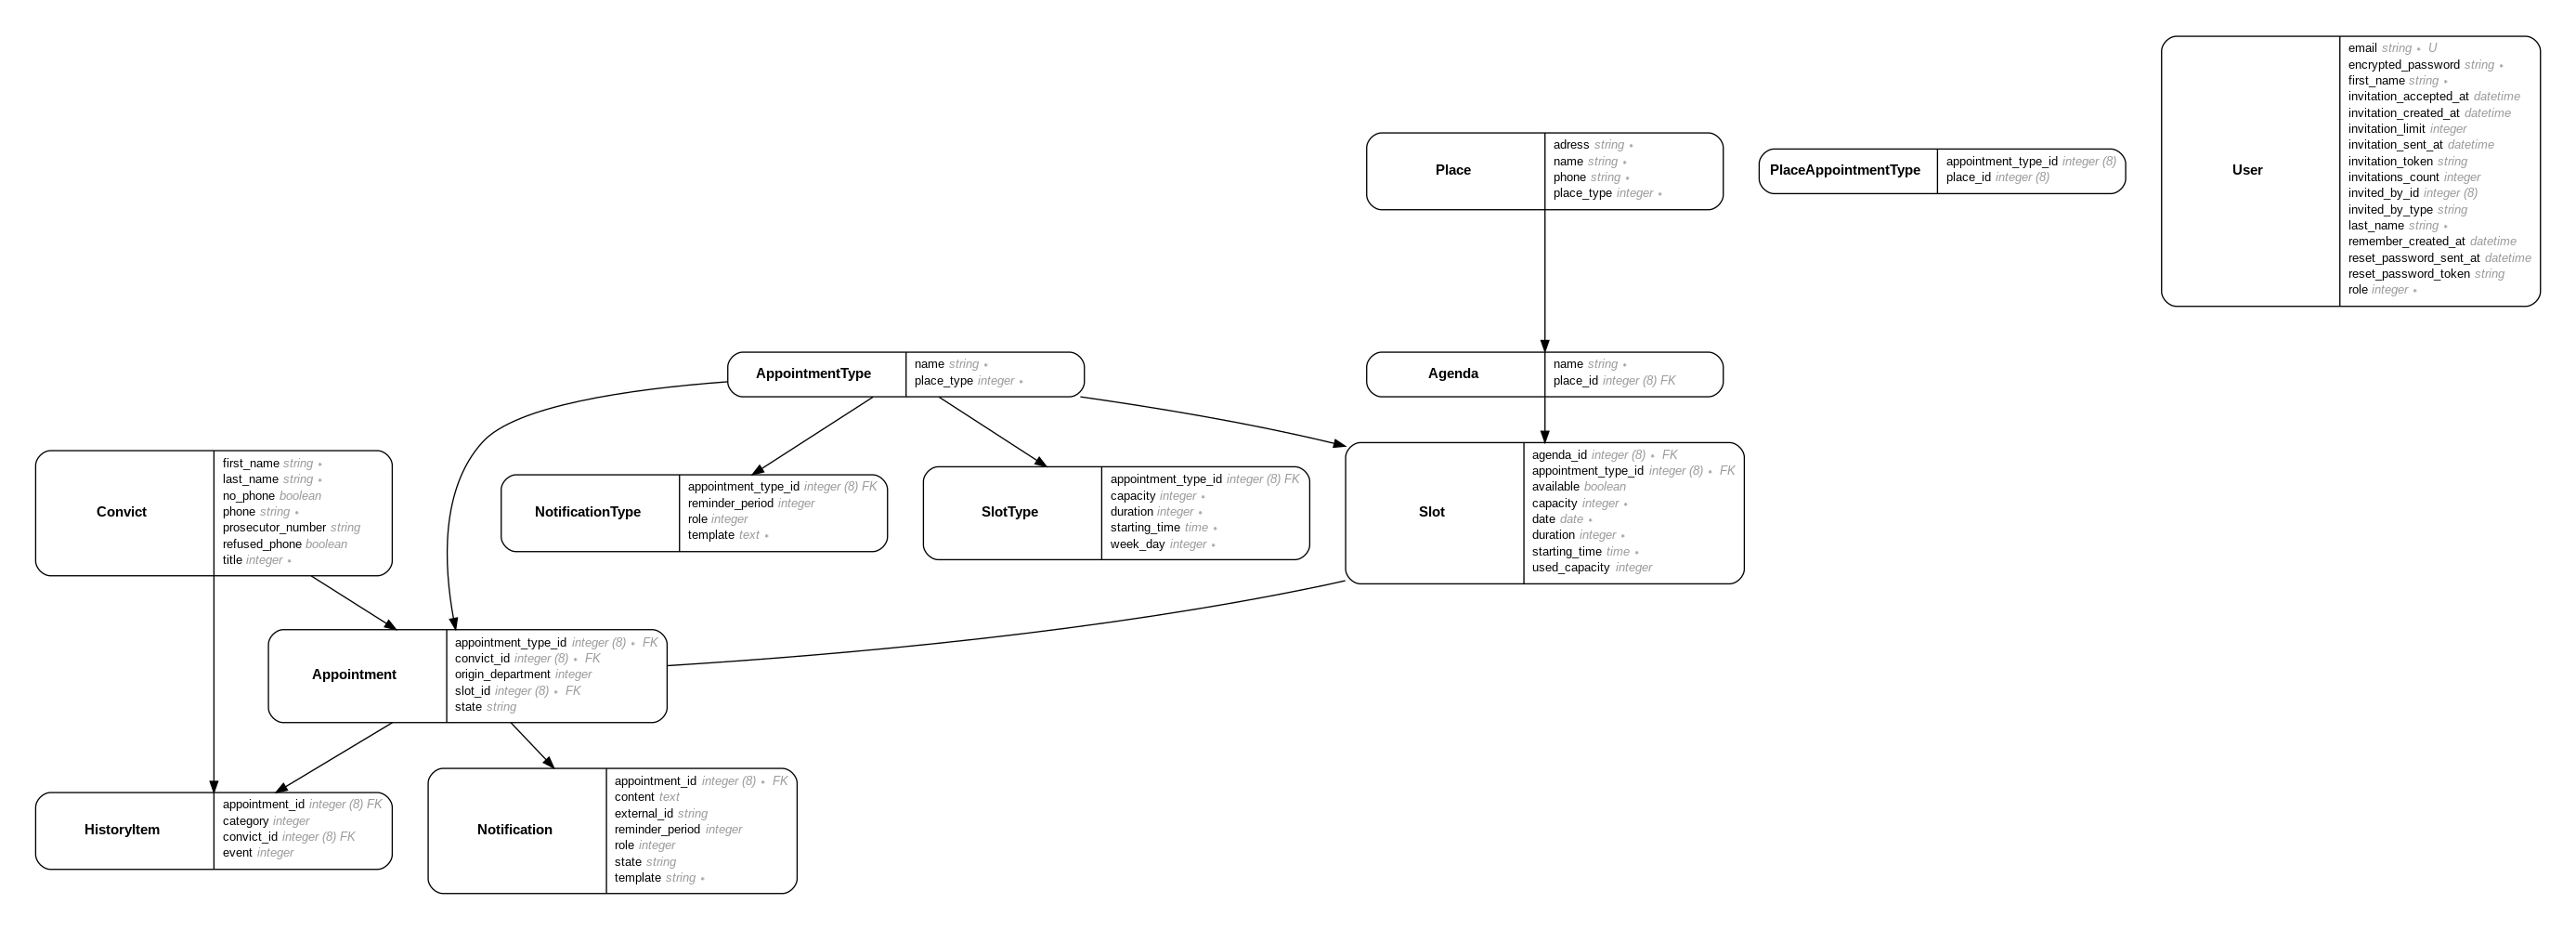 User
email string ∗ U
encrypted_password string ∗
first_name string ∗
invitation_accepted_at datetime
invitation_created_at datetime
invitation_limit integer
invitation_sent_at datetime
invitation_token string
invitations_count integer
invited_by_id integer (8)
invited_by_type string
last_name string ∗
remember_created_at datetime
reset_password_sent_at datetime
reset_password_token string
role integer ∗
Place
adress string ∗
name string ∗
phone string ∗
place_type integer ∗
PlaceAppointmentType
appointment_type_id integer (8)
place_id integer (8)
AppointmentType
name string ∗
place_type integer ∗
Agenda
name string ∗
place_id integer (8) FK
Convict
first_name string ∗
last_name string ∗
no_phone boolean
phone string ∗
prosecutor_number string
refused_phone boolean
title integer ∗
NotificationType
appointment_type_id integer (8) FK
reminder_period integer
role integer
template text ∗
SlotType
appointment_type_id integer (8) FK
capacity integer ∗
duration integer ∗
starting_time time ∗
week_day integer ∗
Slot
agenda_id integer (8) ∗ FK
appointment_type_id integer (8) ∗ FK
available boolean
capacity integer ∗
date date ∗
duration integer ∗
starting_time time ∗
used_capacity integer
Appointment
appointment_type_id integer (8) ∗ FK
convict_id integer (8) ∗ FK
origin_department integer
slot_id integer (8) ∗ FK
state string
HistoryItem
appointment_id integer (8) FK
category integer
convict_id integer (8) FK
event integer
Notification
appointment_id integer (8) ∗ FK
content text
external_id string
reminder_period integer
role integer
state string
template string ∗